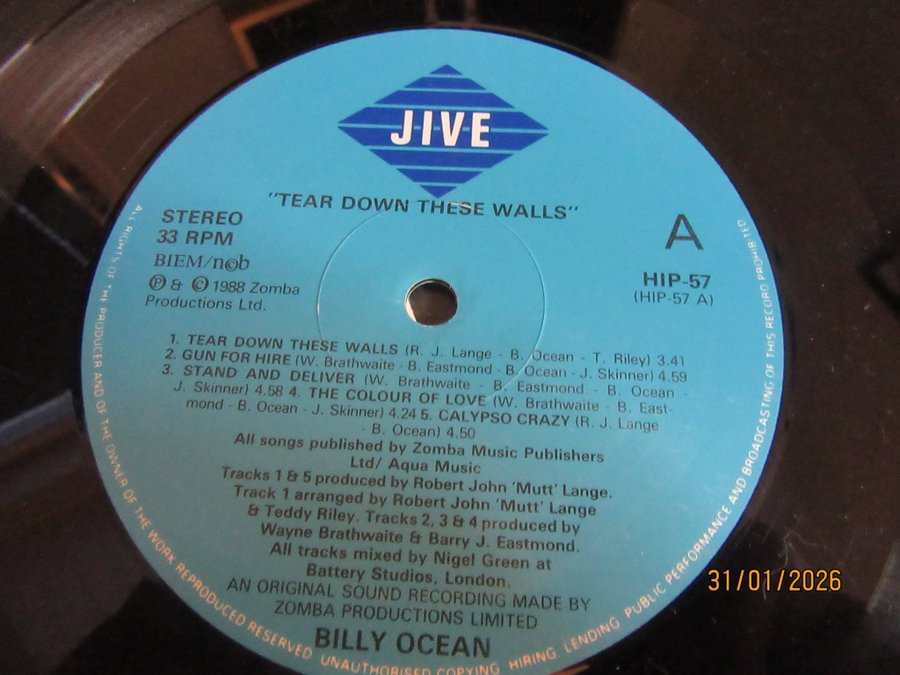 JIVE
"TEAR DOWN THESE WALLS"
STEREO
33 RPM
BIEM/ncb
Ⓟ & © 1988 Zomba
Productions Ltd.
A
HIP-57
(HIP-57 A)
1. TEAR DOWN THESE WALLS (R. J. Lange - B. Ocean - T. Riley) 3.41
2. GUN FOR HIRE (W. Brathwaite - B. Eastmond - B. Ocean - J. Skinner) 4.59
3. STAND AND DELIVER (W. Brathwaite - B. Eastmond - B. Ocean -
J. Skinner) 4.58 4. THE COLOUR OF LOVE (W. Brathwaite - B. East-
mond - B. Ocean - J. Skinner) 4.24 5. CALYPSO CRAZY (R. J. Lange
- B. Ocean) 4.50
All songs published by Zomba Music Publishers
Ltd/ Aqua Music
Tracks 1 & 5 produced by Robert John 'Mutt' Lange.
Track 1 arranged by Robert John 'Mutt' Lange
& Teddy Riley. Tracks 2, 3 & 4 produced by
Wayne Brathwaite & Barry J. Eastmond.
All tracks mixed by Nigel Green at
Battery Studios, London.
AN ORIGINAL SOUND RECORDING MADE BY
ZOMBA PRODUCTIONS LIMITED
BILLY OCEAN
ALL RIGHTS OF THE PRODUCER AND OF THE OWNER OF THE WORK REPRODUCED RESERVED UNAUTHORISED COPYING HIRING LENDING PUBLIC PERFORMANCE AND BROADCASTING OF THIS RECORD PROHIBITED
31/01/2026